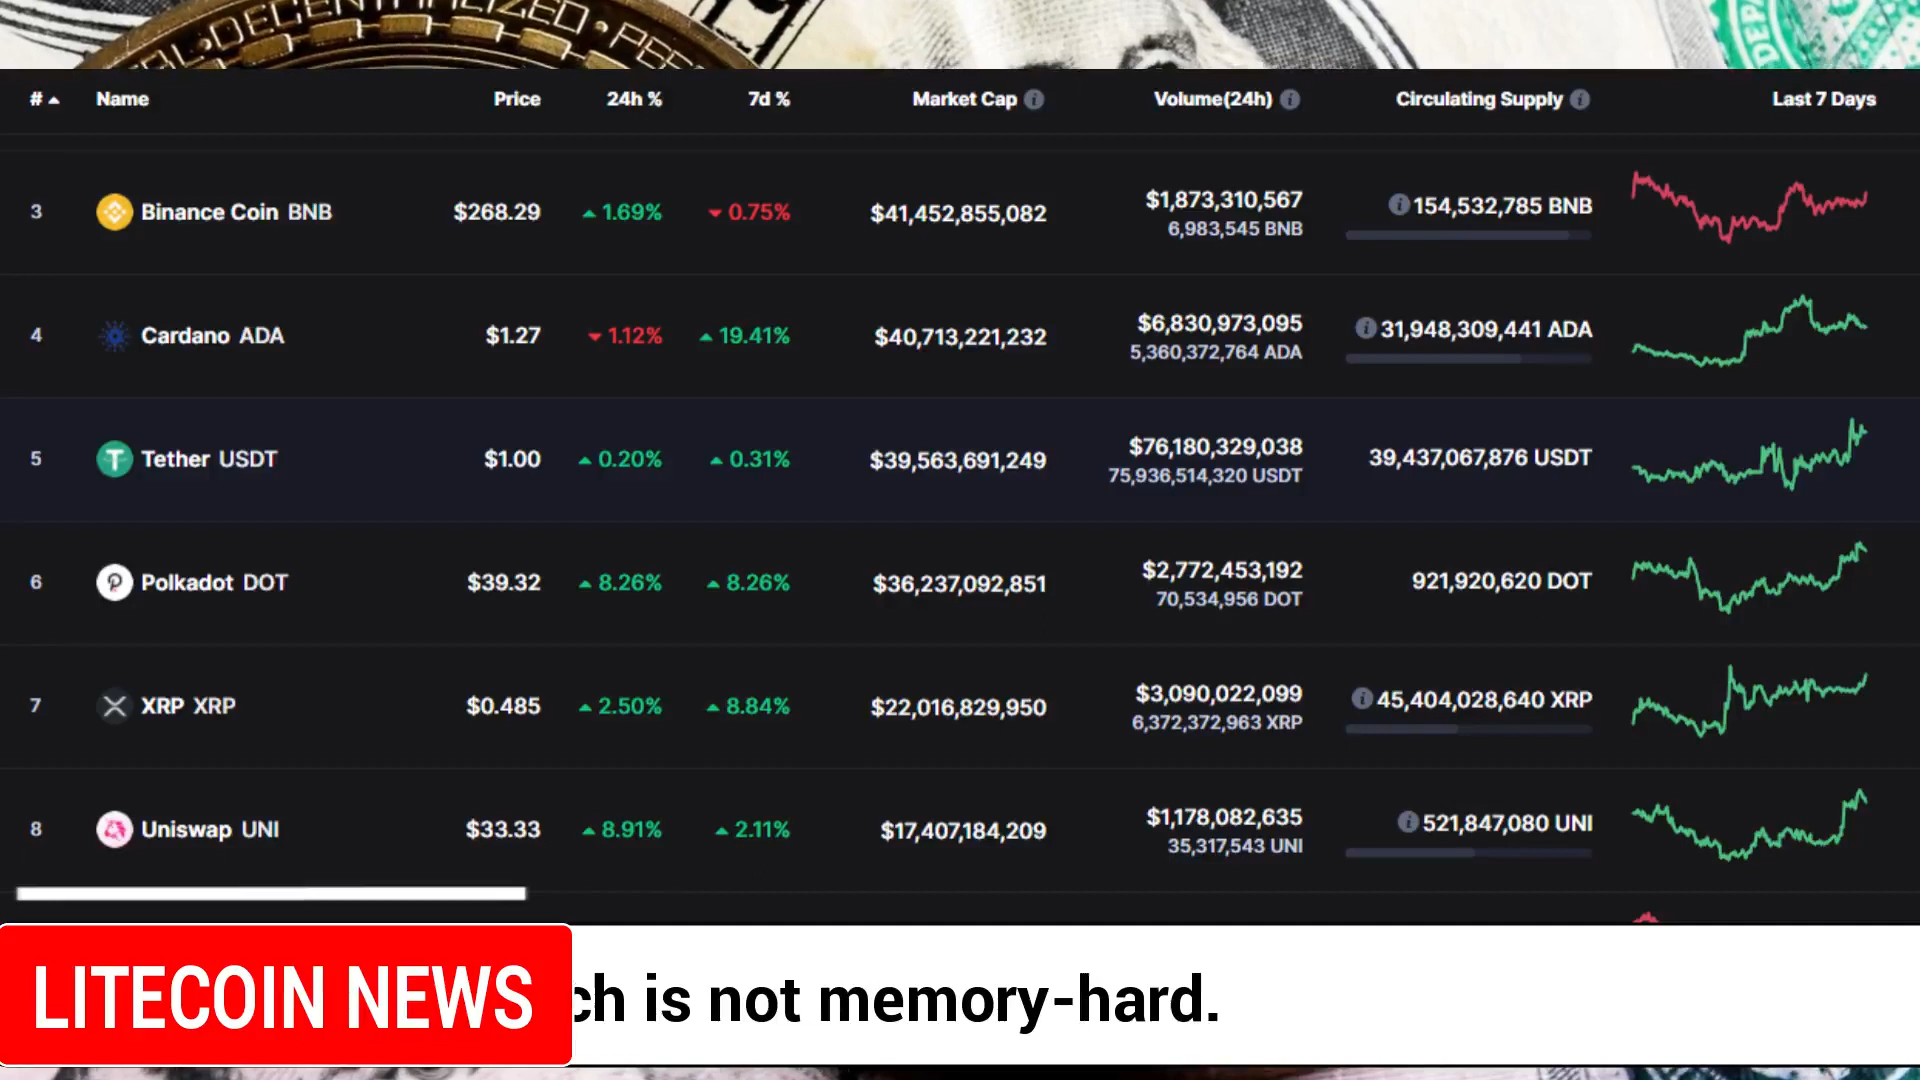 DECENTRALIZED • PEE
DEPA
# Name Price 24h % 7d % Market Cap Volume(24h) Circulating Supply Last 7 Days
3 Binance Coin BNB $268.29 1.69% 0.75% $41,452,855,082 $1,873,310,567 154,532,785 BNB
6,983,545 BNB
4 Cardano ADA $1.27 1.12% 19.41% $40,713,221,232 $6,830,973,095 31,948,309,441 ADA
5,360,372,764 ADA
5 Tether USDT $1.00 0.20% 0.31% $39,563,691,249 $76,180,329,038 39,437,067,876 USDT
75,936,514,320 USDT
6 Polkadot DOT $39.32 8.26% 8.26% $36,237,092,851 $2,772,453,192 921,920,620 DOT
70,534,956 DOT
7 XRP XRP $0.485 2.50% 8.84% $22,016,829,950 $3,090,022,099 45,404,028,640 XRP
6,372,372,963 XRP
8 Uniswap UNI $33.33 8.91% 2.11% $17,407,184,209 $1,178,082,635 521,847,080 UNI
35,317,543 UNI
LITECOIN NEWS ch is not memory-hard.